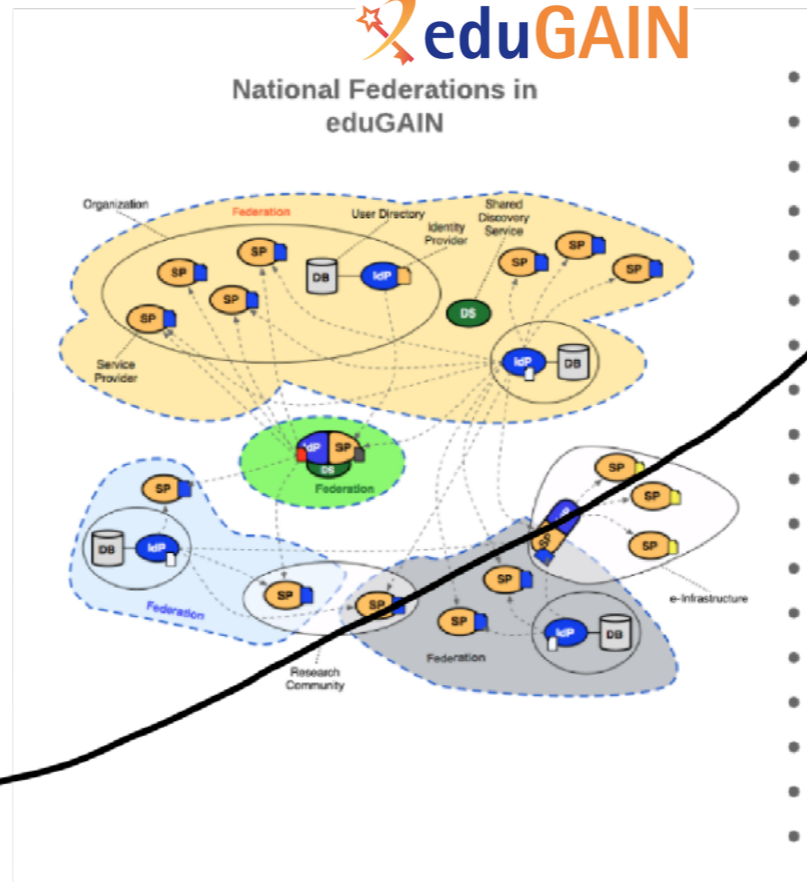 eduGAIN
National Federations in
eduGAIN
Organization
Federation
User Directory
Shared
Discovery
Service
Identity
Provider
SP
SP
SP
SP
DB
IdP
SP
SP
SP
DS
Service
Provider
IdP
DB
IdP
SP
DS
Federation
SP
DB
IdP
Federation
SP
SP
Research
Community
SP
SP
SP
SP
e-Infrastructure
SP
SP
IdP
DB
Federation